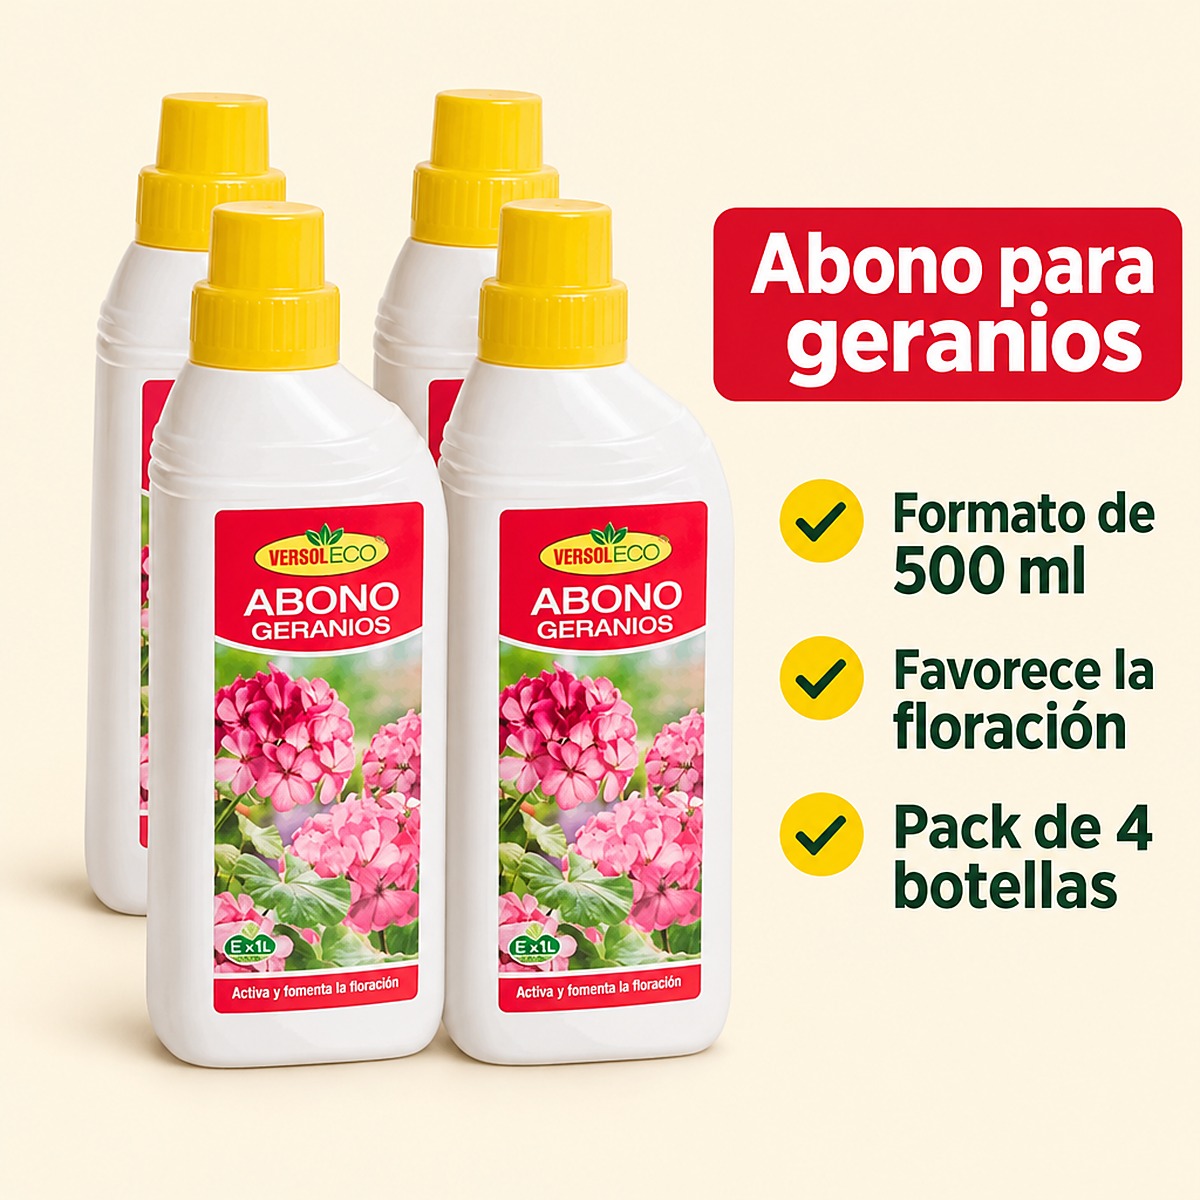 Abono para
geranios
Formato de
500 ml
Favorece la
floración
Pack de 4
botellas
VERSOLECO
ABONO
GERANIOS
E x1L
Activa y fomenta la floración
VERSOLECO
ABONO
GERANIOS
E x1L
Activa y fomenta la floración